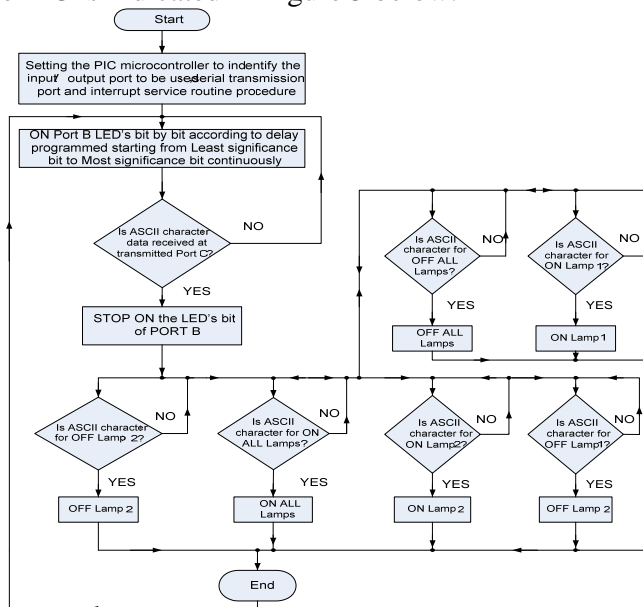 Start
Setting the PIC microcontroller to indentify the
input/ output port to be used serial transmission
port and interrupt service routine procedure
ON Port B LED's bit by bit according to delay
programmed starting from Least significance
bit to Most significance bit continuously
Is ASCII character
data received at
transmitted Port C?
NO
YES
STOP ON the LED's bit
of PORT B
Is ASCII
character for
OFF ALL
Lamps?
NO
YES
OFF ALL
Lamps
Is ASCII
character for
ON Lamp 1?
NO
YES
ON Lamp 1
Is ASCII character
for OFF Lamp 2?
NO
YES
OFF Lamp 2
Is ASCII
character for ON
ALL Lamps?
NO
YES
ON ALL
Lamps
Is ASCII
character for
ON Lamp2?
NO
YES
ON Lamp 2
Is ASCII
character for
OFF Lamp1?
NO
YES
OFF Lamp 2
End